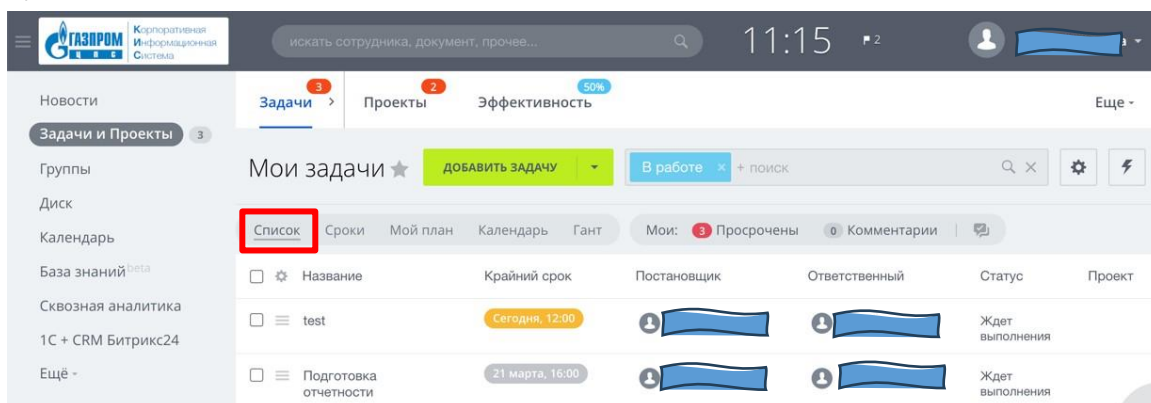 ГАЗПРОМ
ЦПС
Корпоративная
Информационная
Система
искать сотрудника, документ, прочее...
11:15
2
а
Новости
Задачи и Проекты 3
Группы
Диск
Календарь
База знаний beta
Сквозная аналитика
1С + CRM Битрикс24
Ещё
Задачи 3
Проекты 2
Эффективность 50%
Еще
Мои задачи
ДОБАВИТЬ ЗАДАЧУ
В работе × + поиск
Список Сроки Мой план Календарь Гант
Мои: 3 Просрочены 0 Комментарии
Название Крайний срок Постановщик Ответственный Статус Проект
test Сегодня, 12:00 Ждет
выполнения
Подготовка 21 марта, 16:00 Ждет
отчетности выполнения